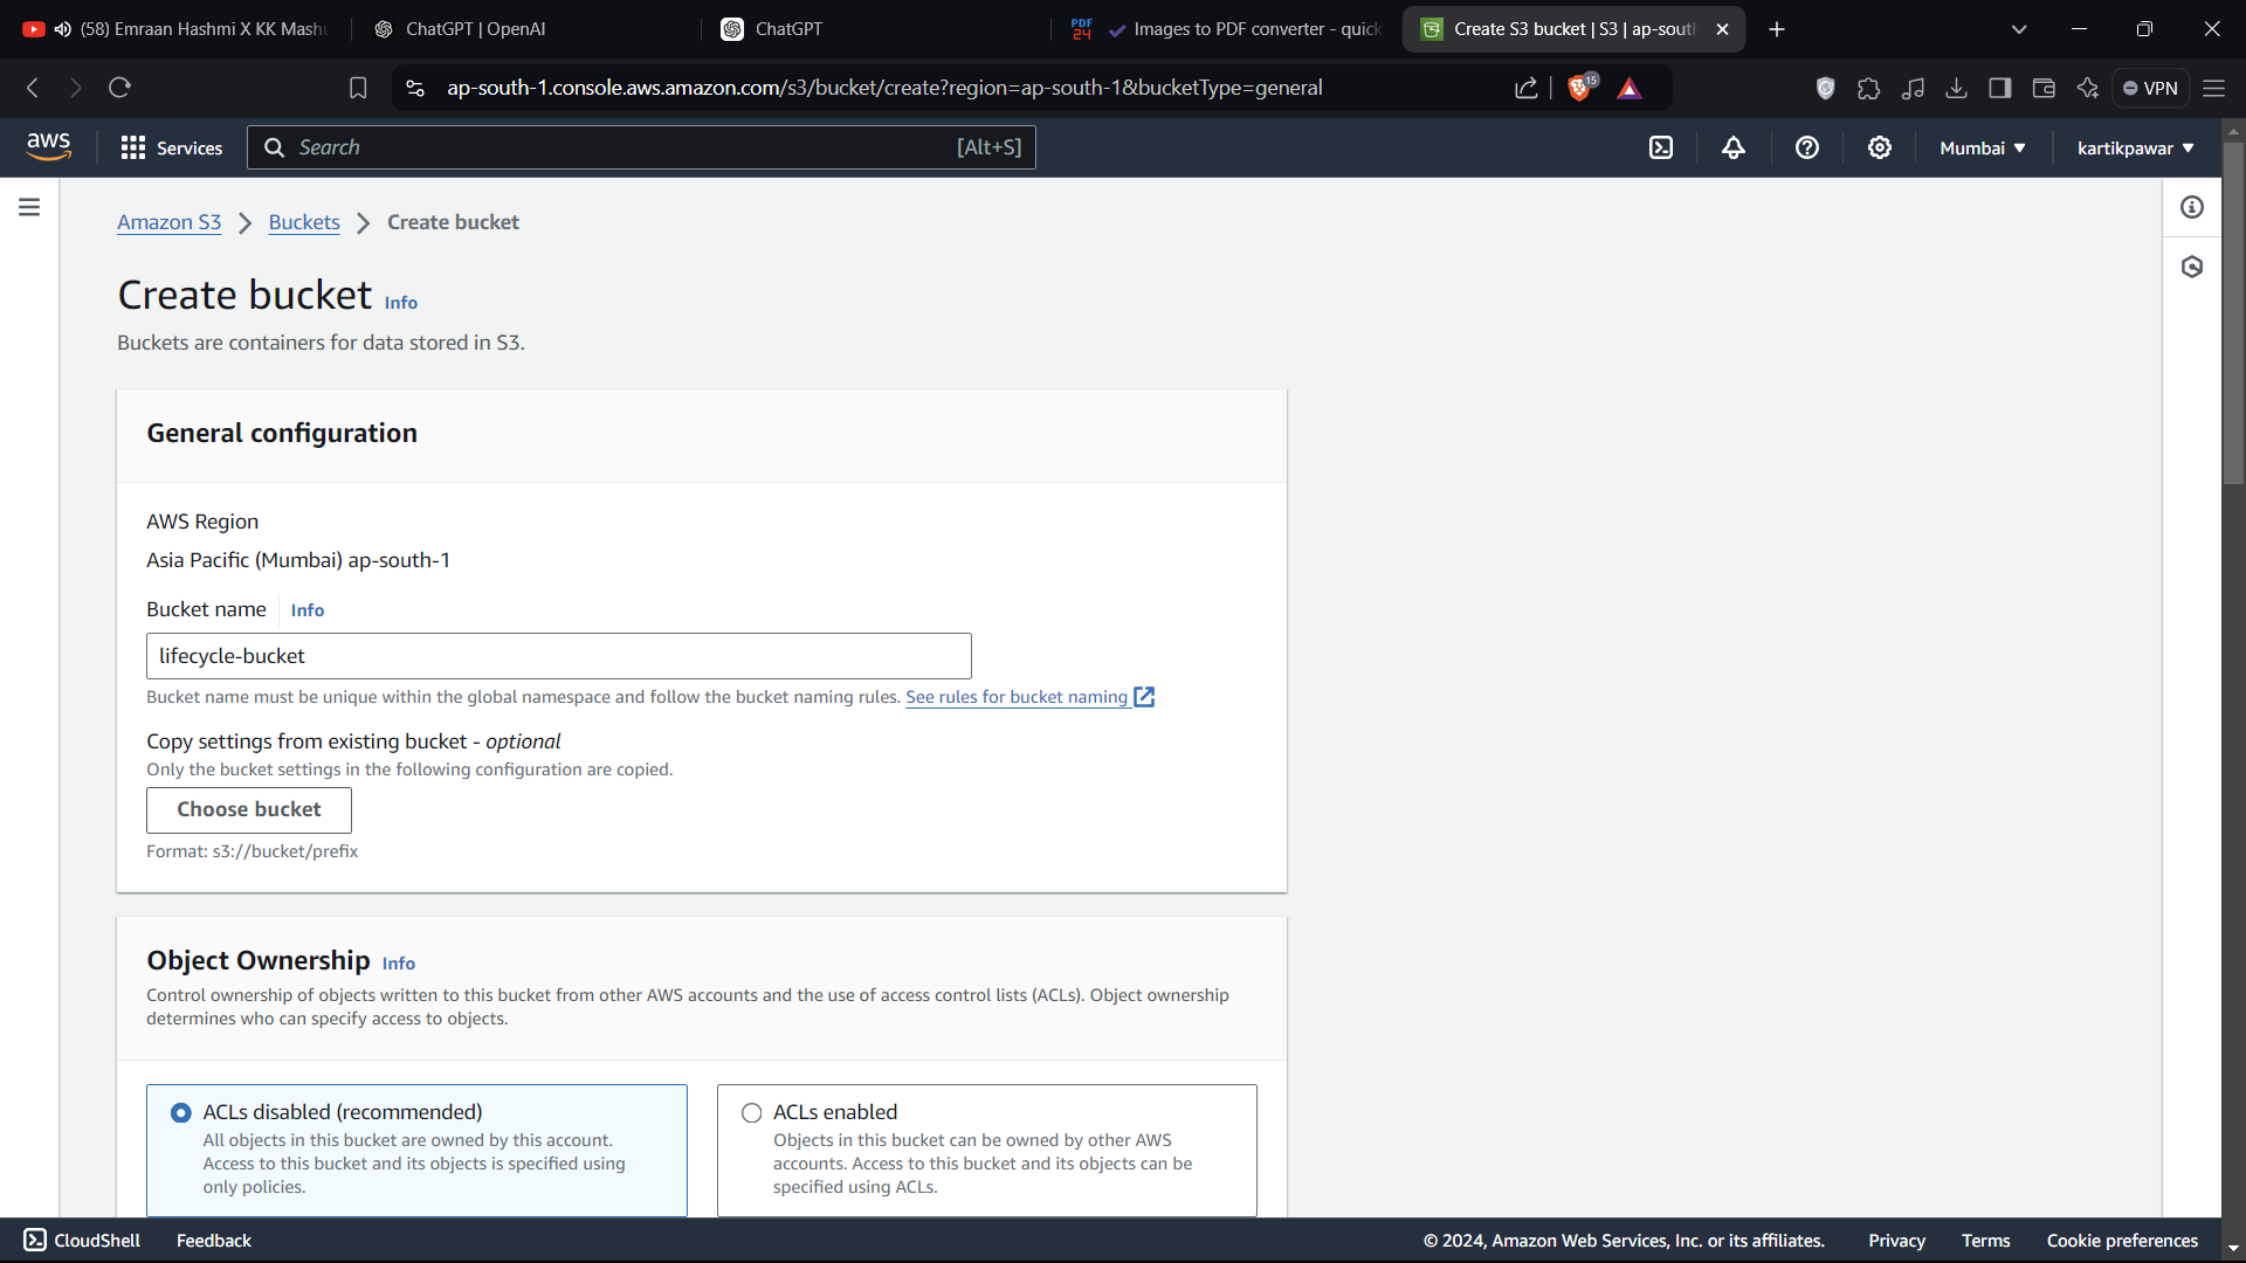 (58) Emraan Hashmi X KK Mash
ChatGPT | OpenAI
ChatGPT
PDF 24
Images to PDF converter - quick
Create S3 bucket | S3 | ap-sout
ap-south-1.console.aws.amazon.com/s3/bucket/create?region=ap-south-1&bucketType=general
15
VPN
aws
Services
Search
[Alt+S]
Mumbai
kartikpawar
Amazon S3
Buckets
Create bucket
Create bucket Info
Buckets are containers for data stored in S3.
General configuration
AWS Region
Asia Pacific (Mumbai) ap-south-1
Bucket name Info
lifecycle-bucket
Bucket name must be unique within the global namespace and follow the bucket naming rules. See rules for bucket naming
Copy settings from existing bucket - optional
Only the bucket settings in the following configuration are copied.
Choose bucket
Format: s3://bucket/prefix
Object Ownership Info
Control ownership of objects written to this bucket from other AWS accounts and the use of access control lists (ACLs). Object ownership
determines who can specify access to objects.
ACLs disabled (recommended)
All objects in this bucket are owned by this account.
Access to this bucket and its objects is specified using
only policies.
ACLs enabled
Objects in this bucket can be owned by other AWS
accounts. Access to this bucket and its objects can be
specified using ACLs.
CloudShell
Feedback
© 2024, Amazon Web Services, Inc. or its affiliates.
Privacy
Terms
Cookie preferences